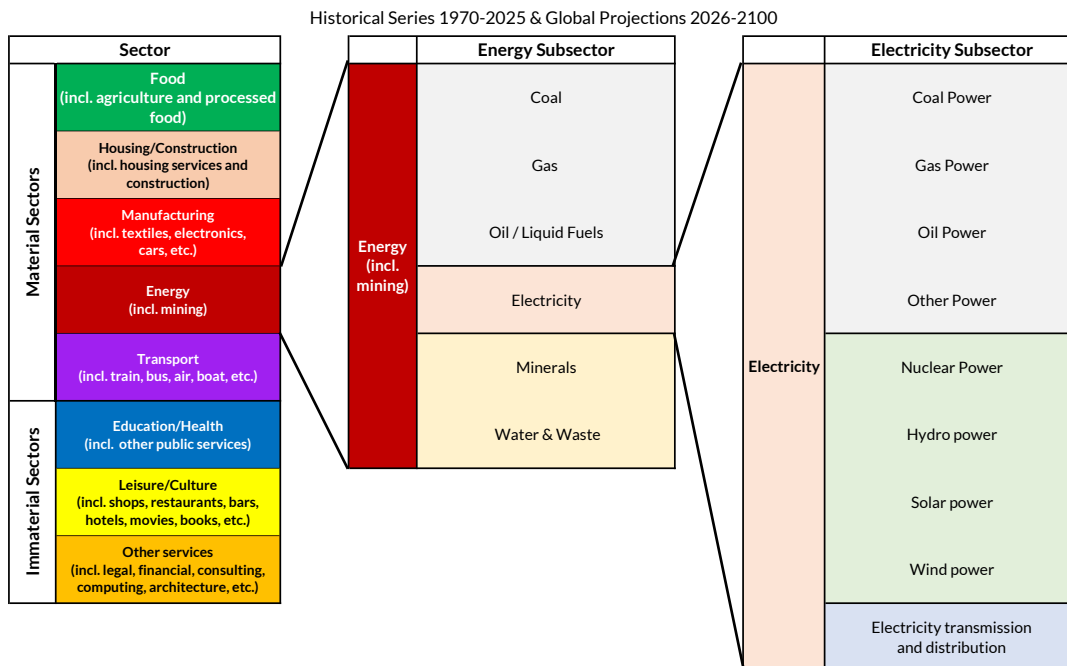 Historical Series 1970-2025 & Global Projections 2026-2100
Sector
Material Sectors
Food
(incl. agriculture and processed
food)
Housing/Construction
(incl. housing services and
construction)
Manufacturing
(incl. textiles, electronics,
cars, etc.)
Energy
(incl. mining)
Transport
(incl. train, bus, air, boat, etc.)
Immaterial Sectors
Education/Health
(incl. other public services)
Leisure/Culture
(incl. shops, restaurants, bars,
hotels, movies, books, etc.)
Other services
(incl. legal, financial, consulting,
computing, architecture, etc.)
Energy Subsector
Energy
(incl.
mining)
Coal
Gas
Oil / Liquid Fuels
Electricity
Minerals
Water & Waste
Electricity Subsector
Electricity
Coal Power
Gas Power
Oil Power
Other Power
Nuclear Power
Hydro power
Solar power
Wind power
Electricity transmission
and distribution